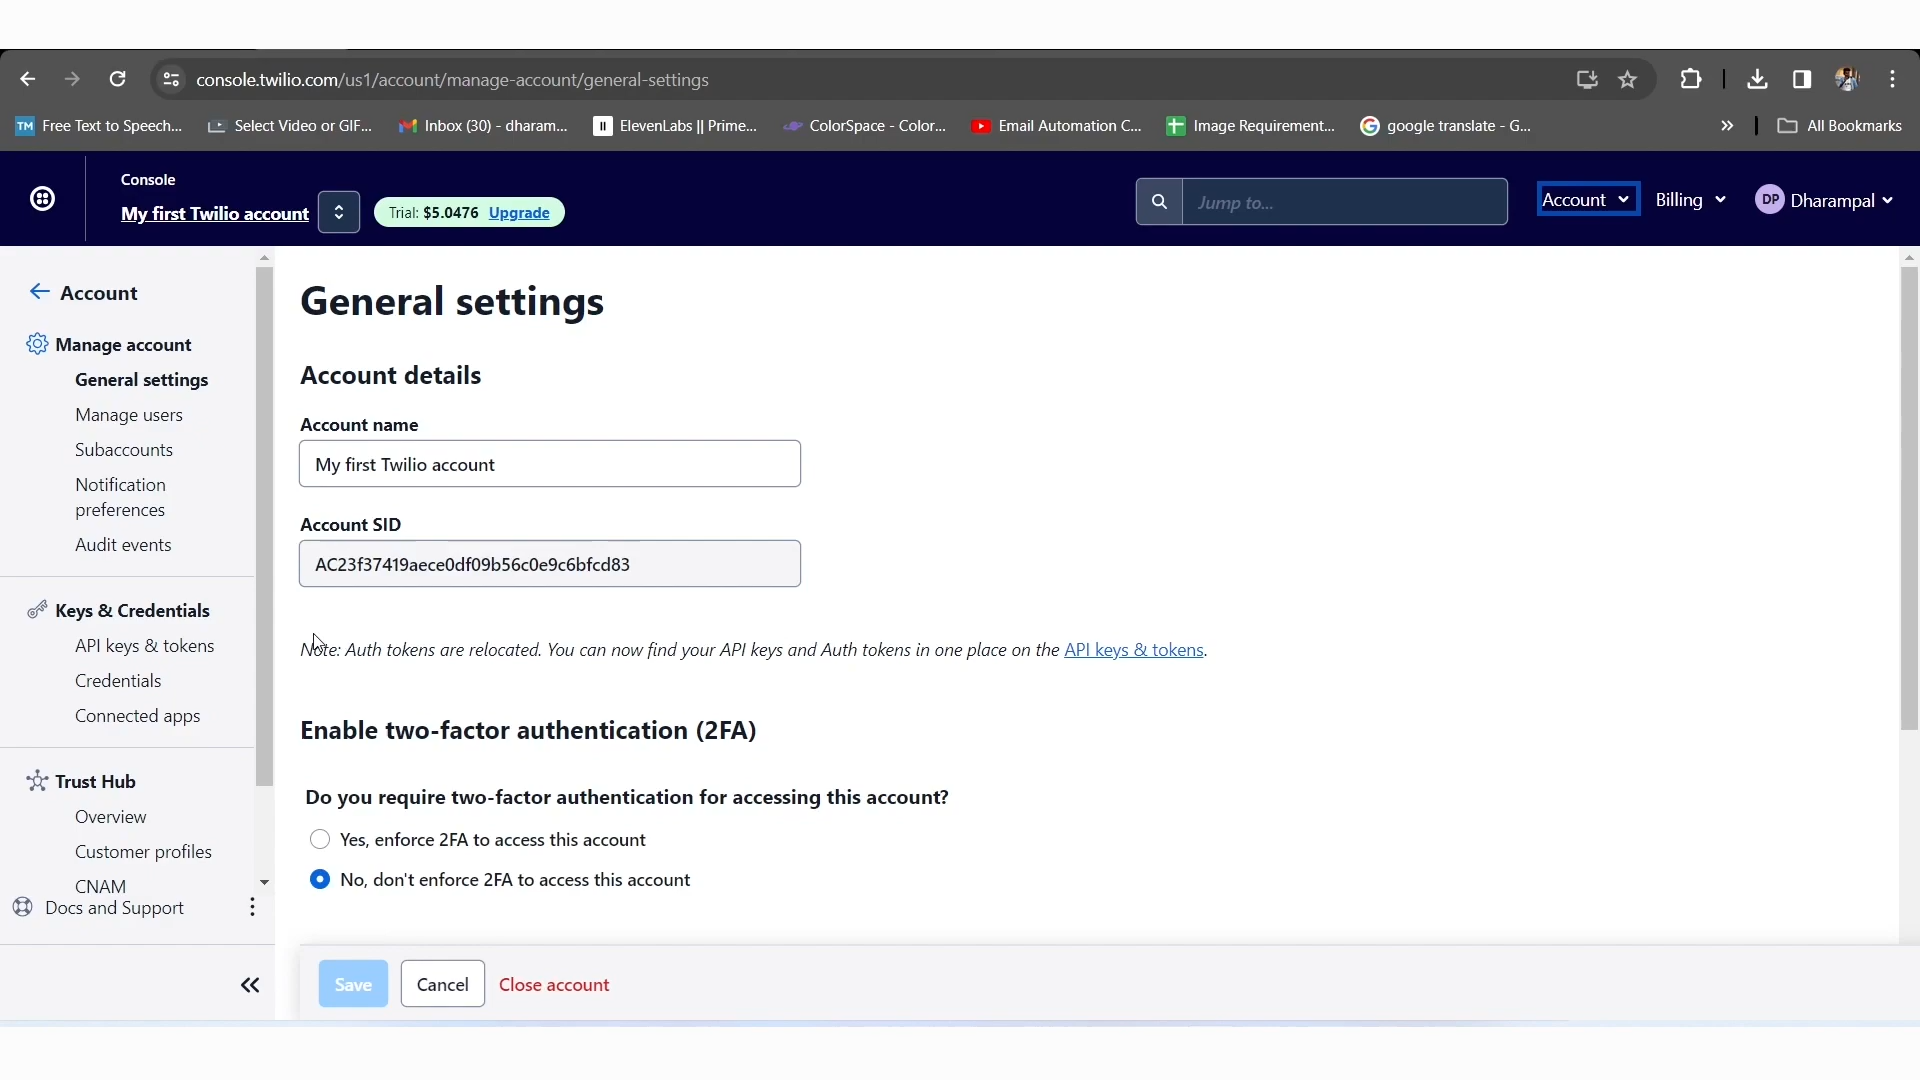 console.twilio.com/us1/account/manage-account/general-settings
TM Free Text to Speech... Select Video or GIF... Inbox (30) - dharam... ElevenLabs || Prime... ColorSpace - Color... Email Automation C... Image Requirement... google translate - G... » All Bookmarks
Console
My first Twilio account Trial: $5.0476 Upgrade Jump to... Account Billing DP Dharampal
Account
Manage account
General settings
Manage users
Subaccounts
Notification
preferences
Audit events
Keys & Credentials
API keys & tokens
Credentials
Connected apps
Trust Hub
Overview
Customer profiles
CNAM
Docs and Support
General settings
Account details
Account name
My first Twilio account
Account SID
AC23f37419aece0df09b56c0e9c6bfcd83
Note: Auth tokens are relocated. You can now find your API keys and Auth tokens in one place on the API keys & tokens.
Enable two-factor authentication (2FA)
Do you require two-factor authentication for accessing this account?
Yes, enforce 2FA to access this account
No, don't enforce 2FA to access this account
Save Cancel Close account